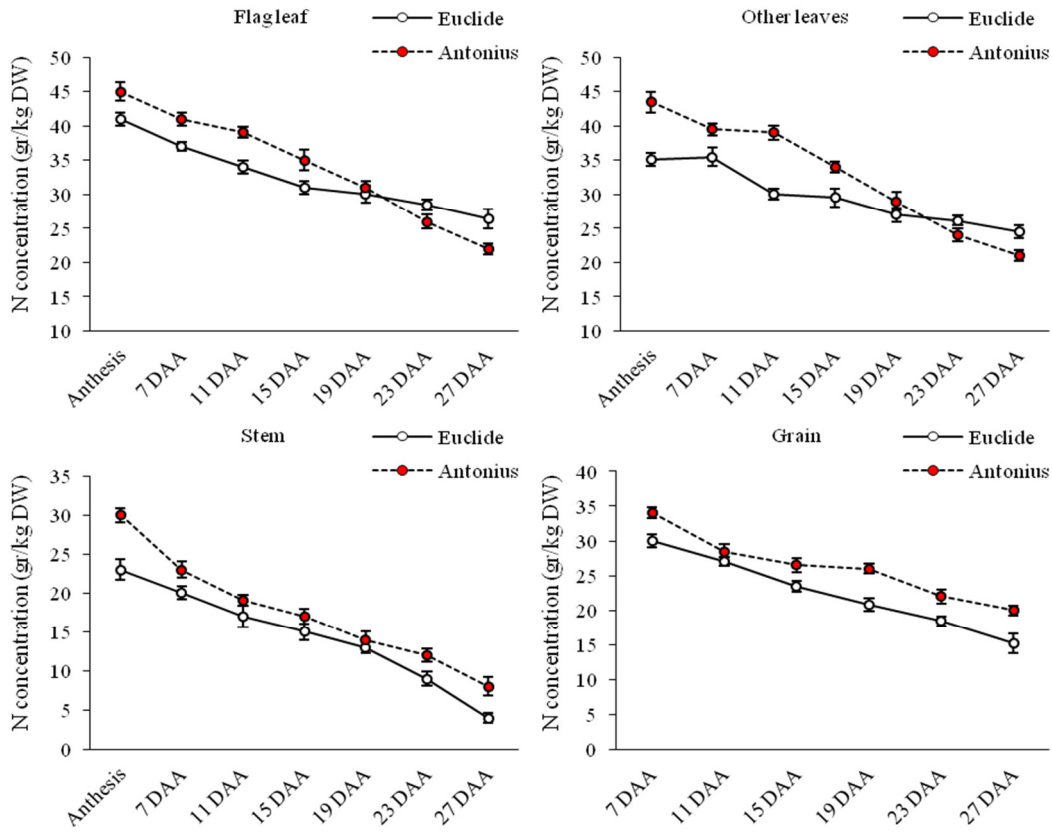 Flag leaf
Euclide
Antonius
N concentration (gr/kg DW)
50
45
40
35
30
25
20
15
10
Anthesis
7 DAA
11 DAA
15 DAA
19 DAA
23 DAA
27 DAA
Other leaves
Euclide
Antonius
N concentration (gr/kg DW)
50
45
40
35
30
25
20
15
10
Anthesis
7 DAA
11 DAA
15 DAA
19 DAA
23 DAA
27 DAA
Stem
Euclide
Antonius
N concentration (gr/kg DW)
35
30
25
20
15
10
5
0
Anthesis
7 DAA
11 DAA
15 DAA
19 DAA
23 DAA
27 DAA
Grain
Euclide
Antonius
N concentration (gr/kg DW)
40
35
30
25
20
15
10
5
0
7 DAA
11 DAA
15 DAA
19 DAA
23 DAA
27 DAA